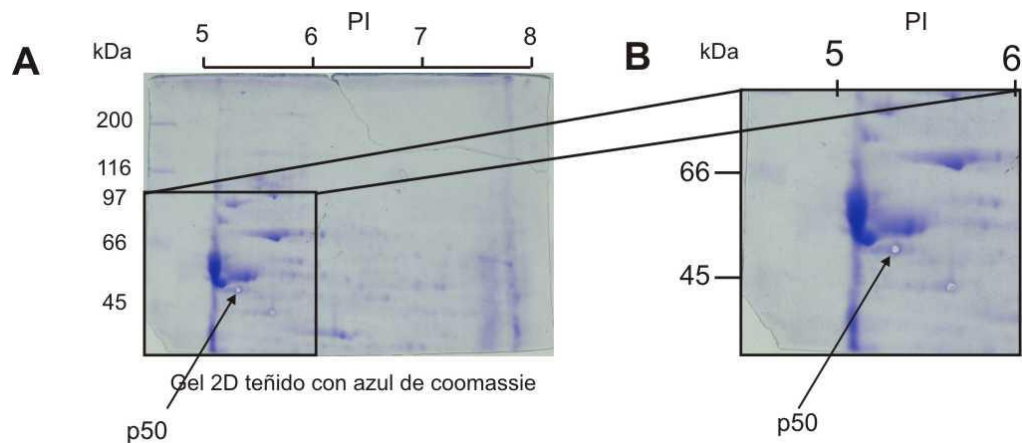 A
kDa
PI
5 6 7 8
200
116
97
66
45
Gel 2D teñido con azul de coomassie
p50
B
kDa
PI
5 6
66
45
p50